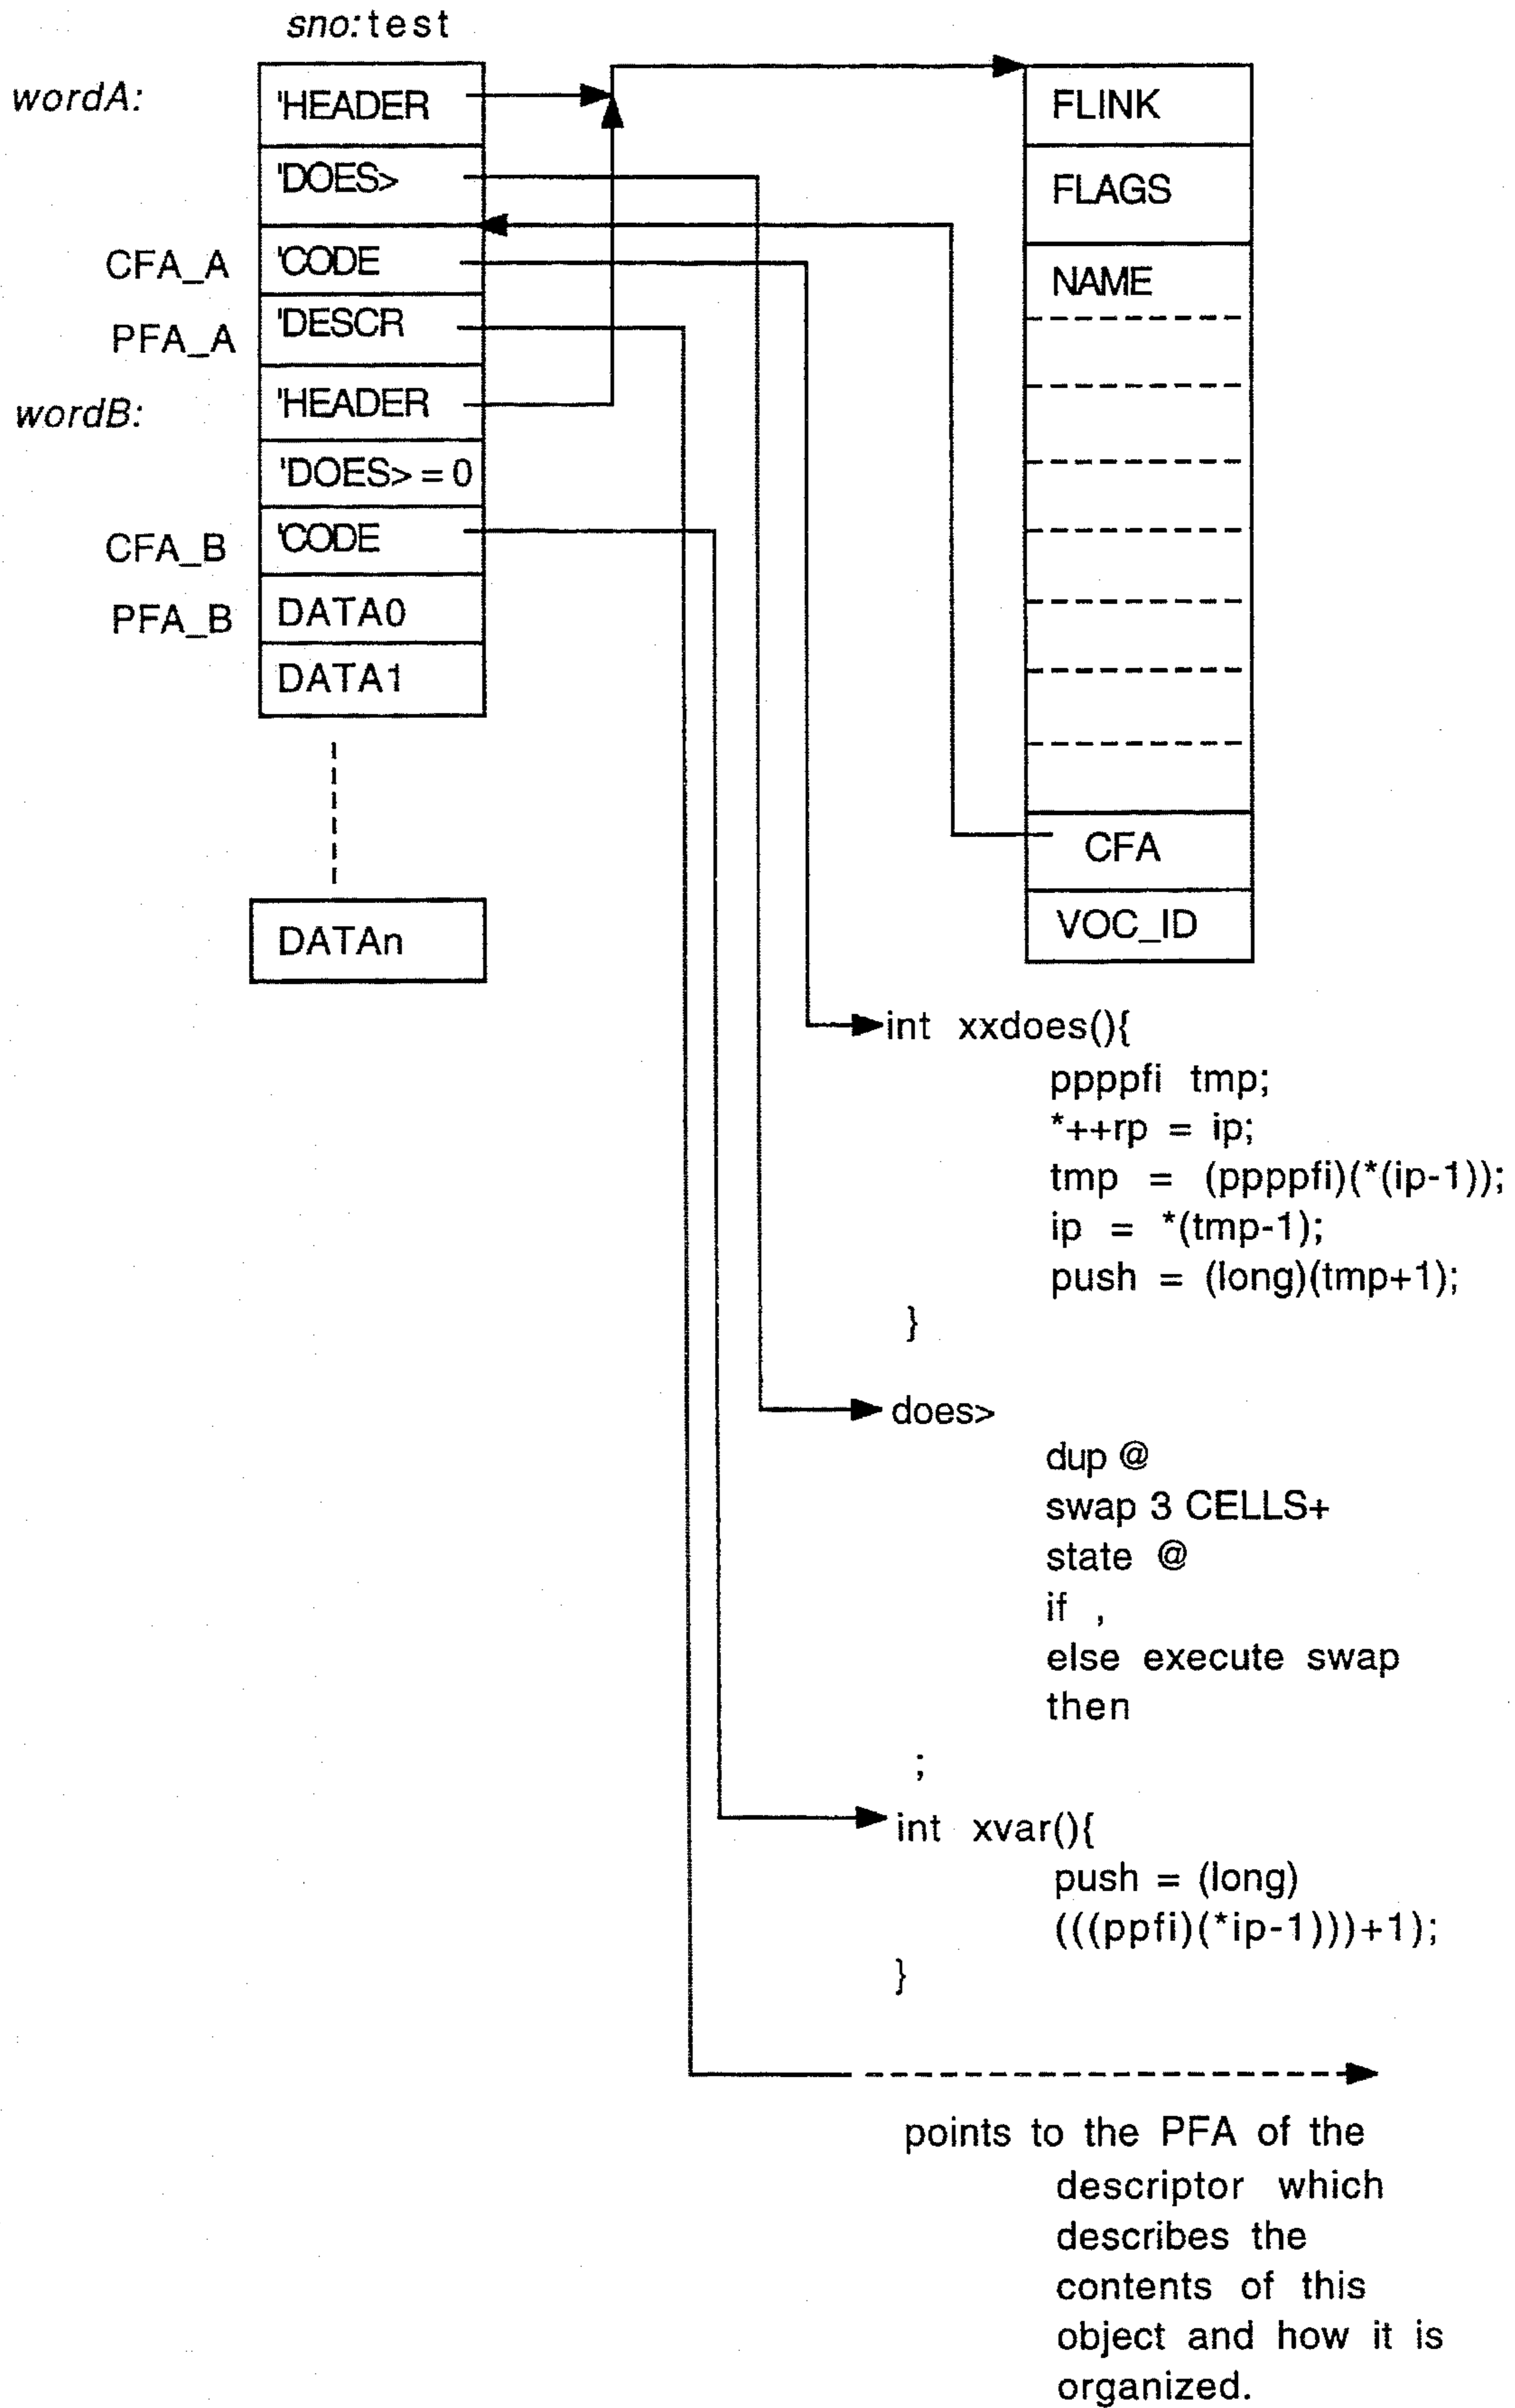 sno:test
wordA:
'HEADER
'DOES>
CFA_A
'CODE
PFA_A
'DESCR
wordB:
'HEADER
'DOES> = 0
CFA_B
'CODE
PFA_B
DATA0
DATA1
DATAn
FLINK
FLAGS
NAME
CFA
VOC_ID
int xxdoes(){
ppppfi tmp;
*++rp = ip;
tmp = (ppppfi)(*(ip-1));
ip = *(tmp-1);
push = (long)(tmp+1);
}
does>
dup @
swap 3 CELLS+
state @
if ,
else execute swap
then
;
int xvar(){
push = (long)
(((ppfi)(*ip-1)))+1);
}
points to the PFA of the
descriptor which
describes the
contents of this
object and how it is
organized.